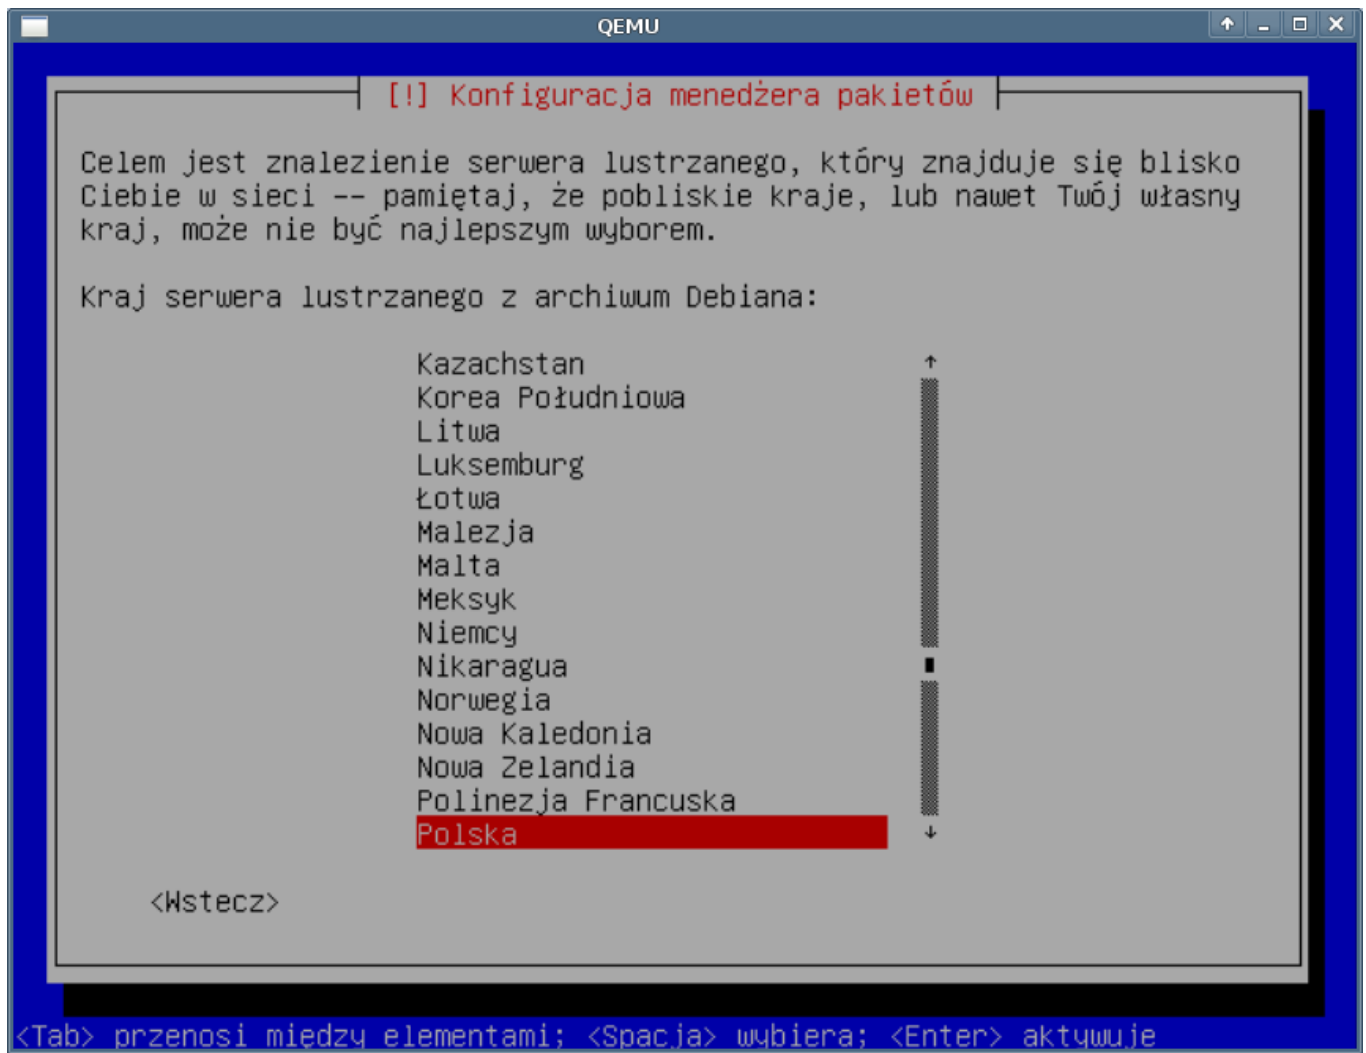 QEMU
[!] Konfiguracja menedżera pakietów
Celem jest znalezienie serwera lustrzanego, który znajduje się blisko
Ciebie w sieci -- pamiętaj, że pobliskie kraje, lub nawet Twój własny
kraj, może nie być najlepszym wyborem.
Kraj serwera lustrzanego z archiwum Debiana:
Kazachstan
Korea Południowa
Litwa
Luksemburg
Łotwa
Malezja
Malta
Meksyk
Niemcy
Nikaragua
Norwegia
Nowa Kaledonia
Nowa Zelandia
Polinezja Francuska
Polska
<Wstecz>
<Tab> przenosi między elementami; <Spacja> wybiera; <Enter> aktywuje